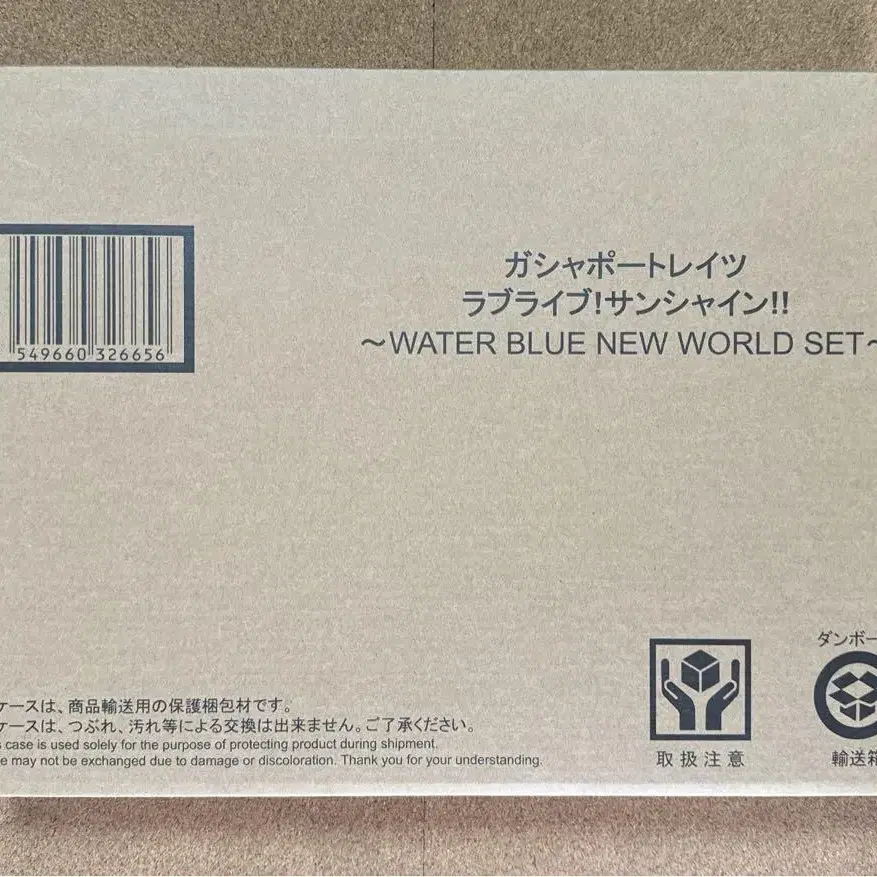 ガシャポートレイツ
ラブライブ!サンシャイン!!
～WATER BLUE NEW WORLD SET～
549660 326656
ケースは、商品輸送用の保護梱包材です。
ケースは、つぶれ、汚れ等による交換は出来ません。ご了承ください。
case is used solely for the purpose of protecting product during shipment.
may not be exchanged due to damage or discoloration. Thank you for your understanding.
取扱注意
ダンボー
輸送箱